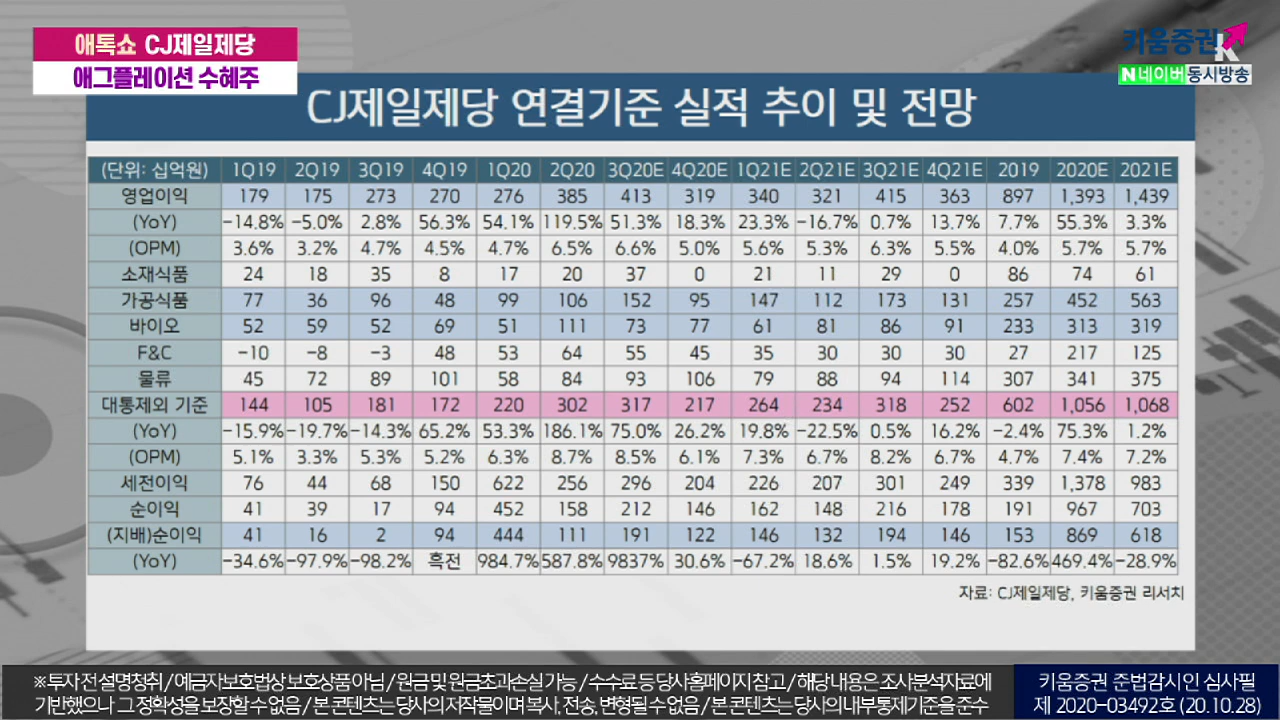 애톡쇼 CJ제일제당
애그플레이션 수혜주
키움증권
K
N 네이버 동시방송
CJ제일제당 연결기준 실적 추이 및 전망
(단위: 십억원) 1Q19 2Q19 3Q19 4Q19 1Q20 2Q20 3Q20E 4Q20E 1Q21E 2Q21E 3Q21E 4Q21E 2019 2020E 2021E
영업이익 179 175 273 270 276 385 413 319 340 321 415 363 897 1,393 1,439
(YoY) -14.8% -5.0% 2.8% 56.3% 54.1% 119.5% 51.3% 18.3% 23.3% -16.7% 0.7% 13.7% 7.7% 55.3% 3.3%
(OPM) 3.6% 3.2% 4.7% 4.5% 4.7% 6.5% 6.6% 5.0% 5.6% 5.3% 6.3% 5.5% 4.0% 5.7% 5.7%
소재식품 24 18 35 8 17 20 37 0 21 11 29 0 86 74 61
가공식품 77 36 96 48 99 106 152 95 147 112 173 131 257 452 563
바이오 52 59 52 69 51 111 73 77 61 81 86 91 233 313 319
F&C -10 -8 -3 48 53 64 55 45 35 30 30 30 27 217 125
물류 45 72 89 101 58 84 93 106 79 88 94 114 307 341 375
대통제외 기준 144 105 181 172 220 302 317 217 264 234 318 252 602 1,056 1,068
(YoY) -15.9% -19.7% -14.3% 65.2% 53.3% 186.1% 75.0% 26.2% 19.8% -22.5% 0.5% 16.2% -2.4% 75.3% 1.2%
(OPM) 5.1% 3.3% 5.3% 5.2% 6.3% 8.7% 8.5% 6.1% 7.3% 6.7% 8.2% 6.7% 4.7% 7.4% 7.2%
세전이익 76 44 68 150 622 256 296 204 226 207 301 249 339 1,378 983
순이익 41 39 17 94 452 158 212 146 162 148 216 178 191 967 703
(지배)순이익 41 16 2 94 444 111 191 122 146 132 194 146 153 869 618
(YoY) -34.6% -97.9% -98.2% 흑전 984.7% 587.8% 9837% 30.6% -67.2% 18.6% 1.5% 19.2% -82.6% 469.4% -28.9%
자료: CJ제일제당, 키움증권 리서치
※ 투자 전 설명청취 / 예금자보호법상 보호상품 아님 / 원금 및 원금초과손실 가능 / 수수료 등 당사홈페이지 참고 / 해당 내용은 조사분석자료에
기반했으나 그 정확성을 보장할 수 없음 / 본 콘텐츠는 당사의 저작물이며 복사, 전송, 변형될 수 없음 / 본 콘텐츠는 당사의 내부통제기준을 준수
키움증권 준법감시인 심사필
제 2020-03492호 (20.10.28)